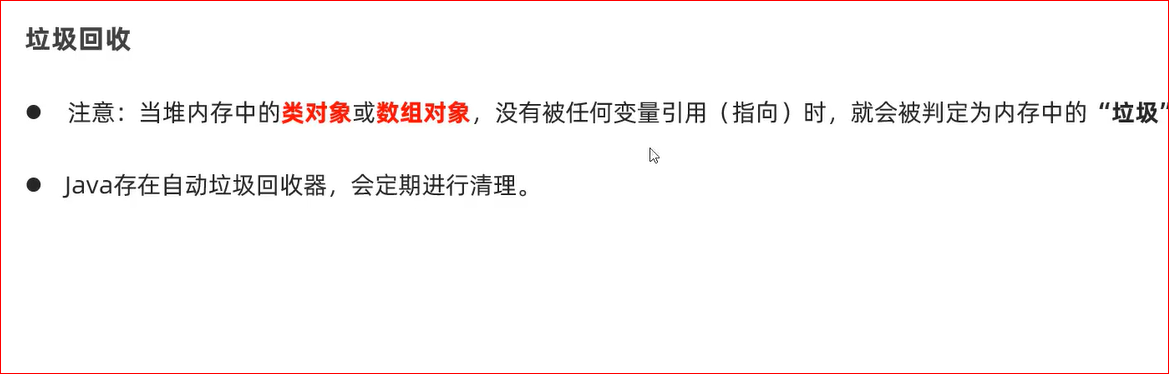 垃圾回收
● 注意：当堆内存中的类对象或数组对象，没有被任何变量引用（指向）时，就会被判定为内存中的“垃圾”
● Java存在自动垃圾回收器，会定期进行清理。